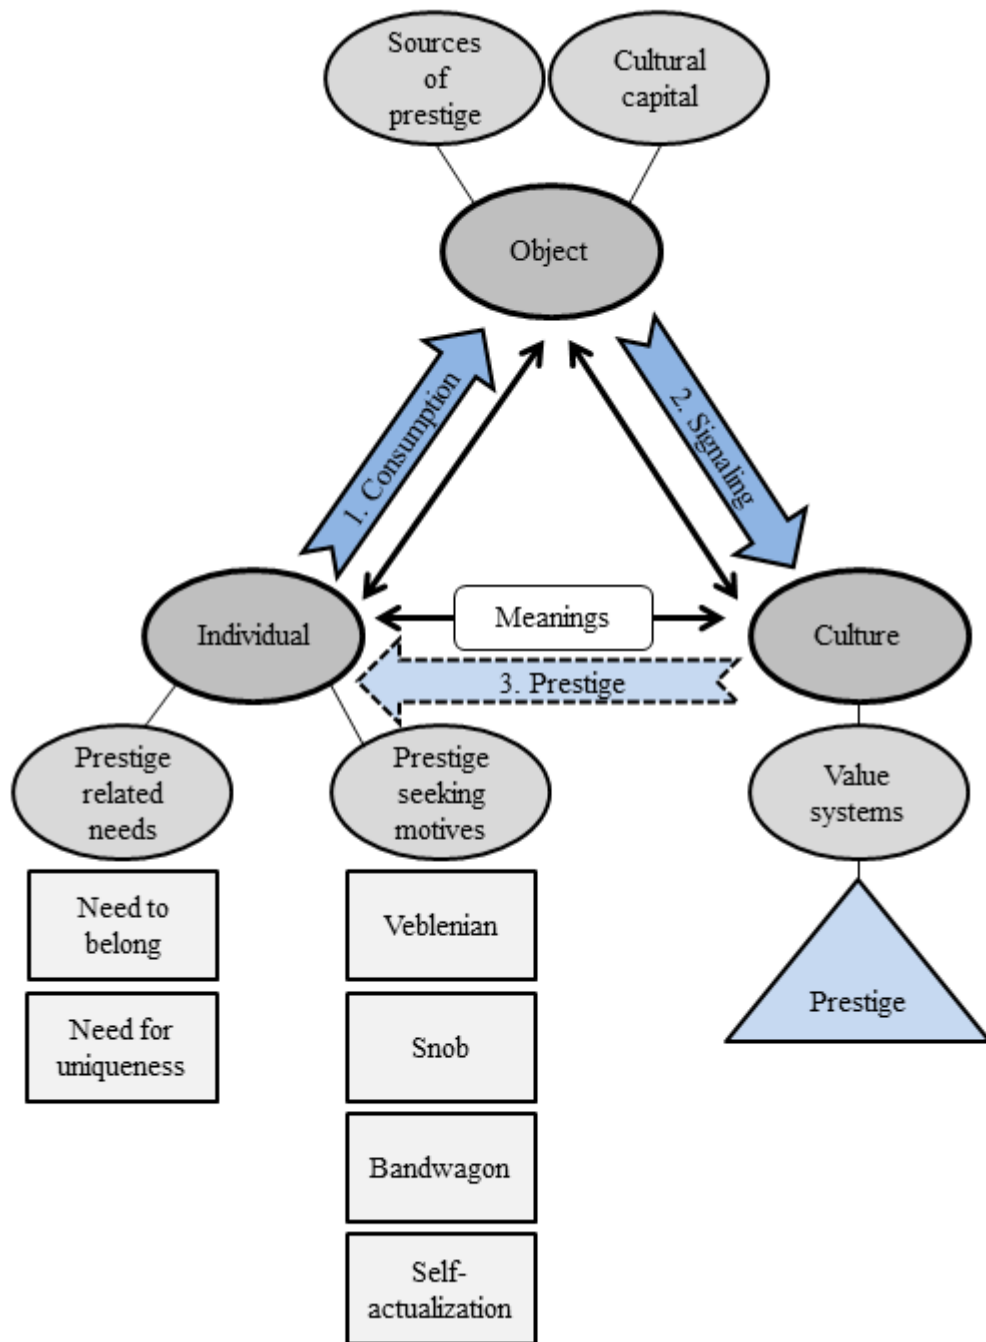 Sources
of
prestige
Cultural
capital
Object
1. Consumption
2. Signaling
Individual
Meanings
Culture
3. Prestige
Prestige
related
needs
Prestige
seeking
motives
Value
systems
Need to
belong
Veblenian
Prestige
Need for
uniqueness
Snob
Bandwagon
Self-
actualization